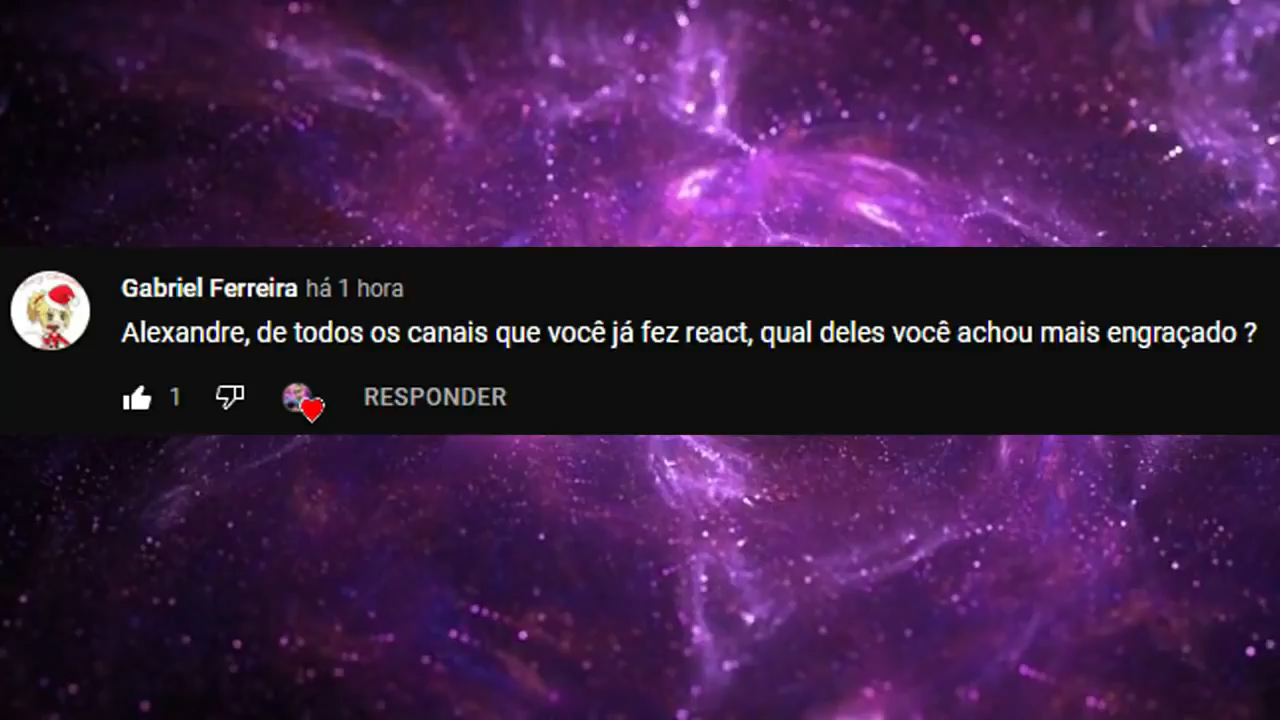 Gabriel Ferreira há 1 hora
Alexandre, de todos os canais que você já fez react, qual deles você achou mais engraçado ?
1 RESPONDER